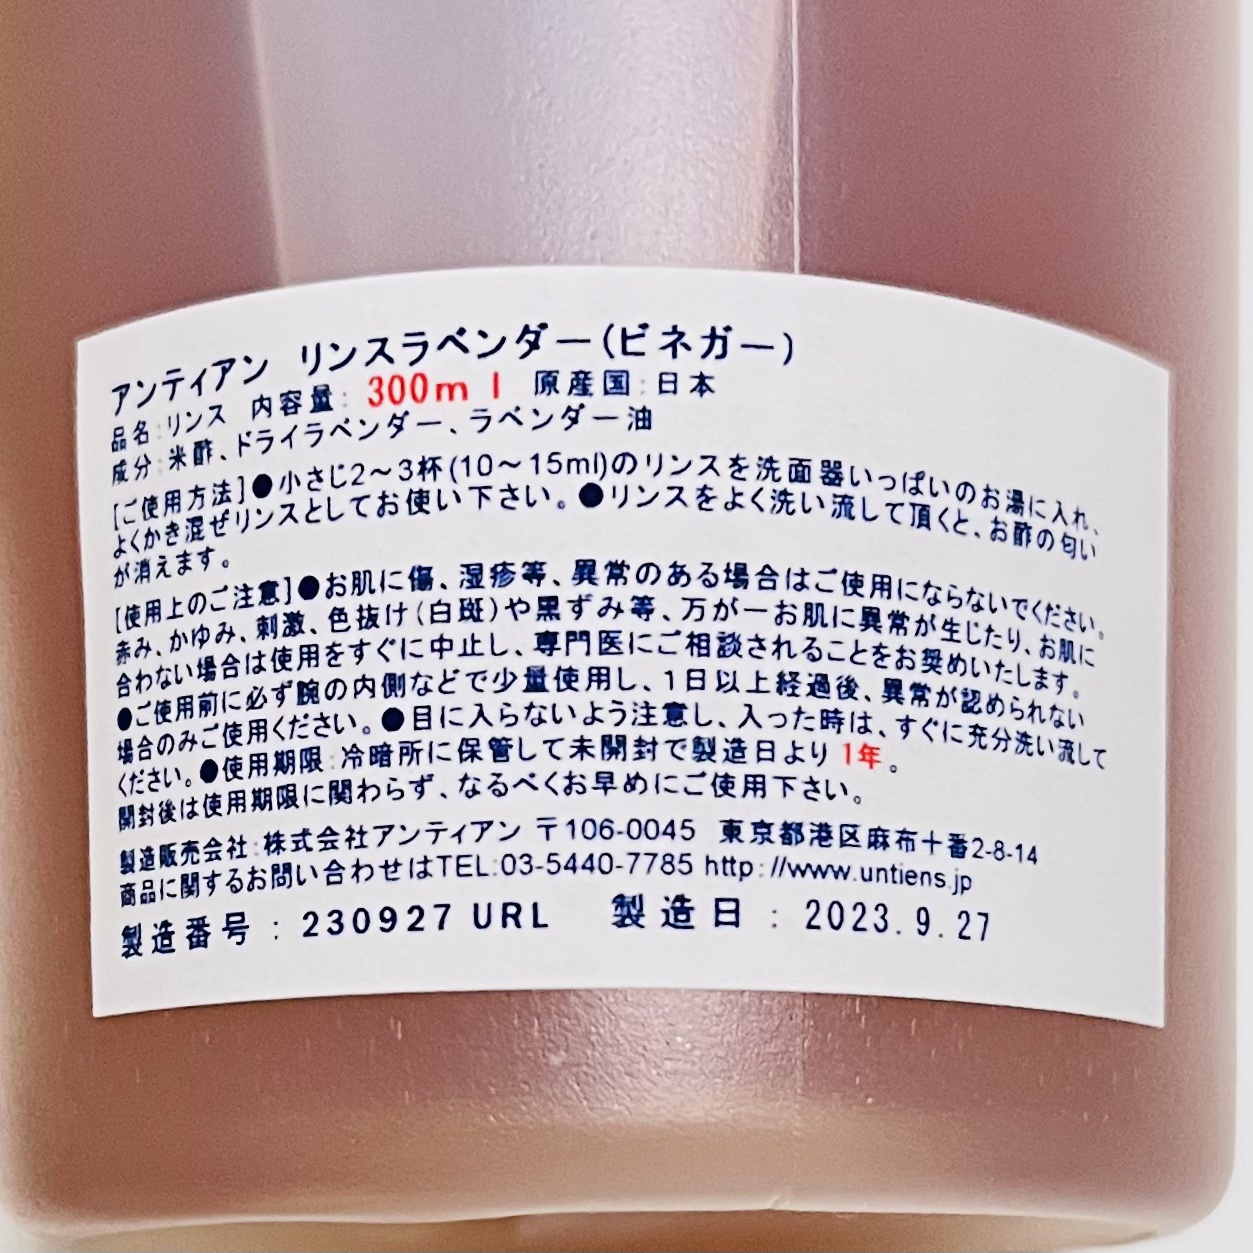 アンティアン リンスラベンダー(ビネガー)
品名:リンス 内容量: 300ml 原産国:日本
成分:米酢、ドライラベンダー、ラベンダー油
[ご使用方法]●小さじ2～3杯(10～15ml)のリンスを洗面器いっぱいのお湯に入れ、
よくかき混ぜリンスとしてお使い下さい。●リンスをよく洗い流して頂くと、お酢の匂い
が消えます。
[使用上のご注意]●お肌に傷、湿疹等、異常のある場合はご使用にならないでください。
赤み、かゆみ、刺激、色抜け(白斑)や黒ずみ等、万が一お肌に異常が生じたり、お肌に
合わない場合は使用をすぐに中止し、専門医にご相談されることをお奨めいたします。
●ご使用前に必ず腕の内側などで少量使用し、1日以上経過後、異常が認められない
場合のみご使用ください。●目に入らないよう注意し、入った時は、すぐに充分洗い流して
ください。●使用期限:冷暗所に保管して未開封で製造日より 1年。
開封後は使用期限に関わらず、なるべくお早めにご使用下さい。
製造販売会社:株式会社アンティアン 〒106-0045 東京都港区麻布十番2-8-14
商品に関するお問い合わせはTEL:03-5440-7785 http://www.untiens.jp
製造番号:230927 URL 製造日:2023.9.27